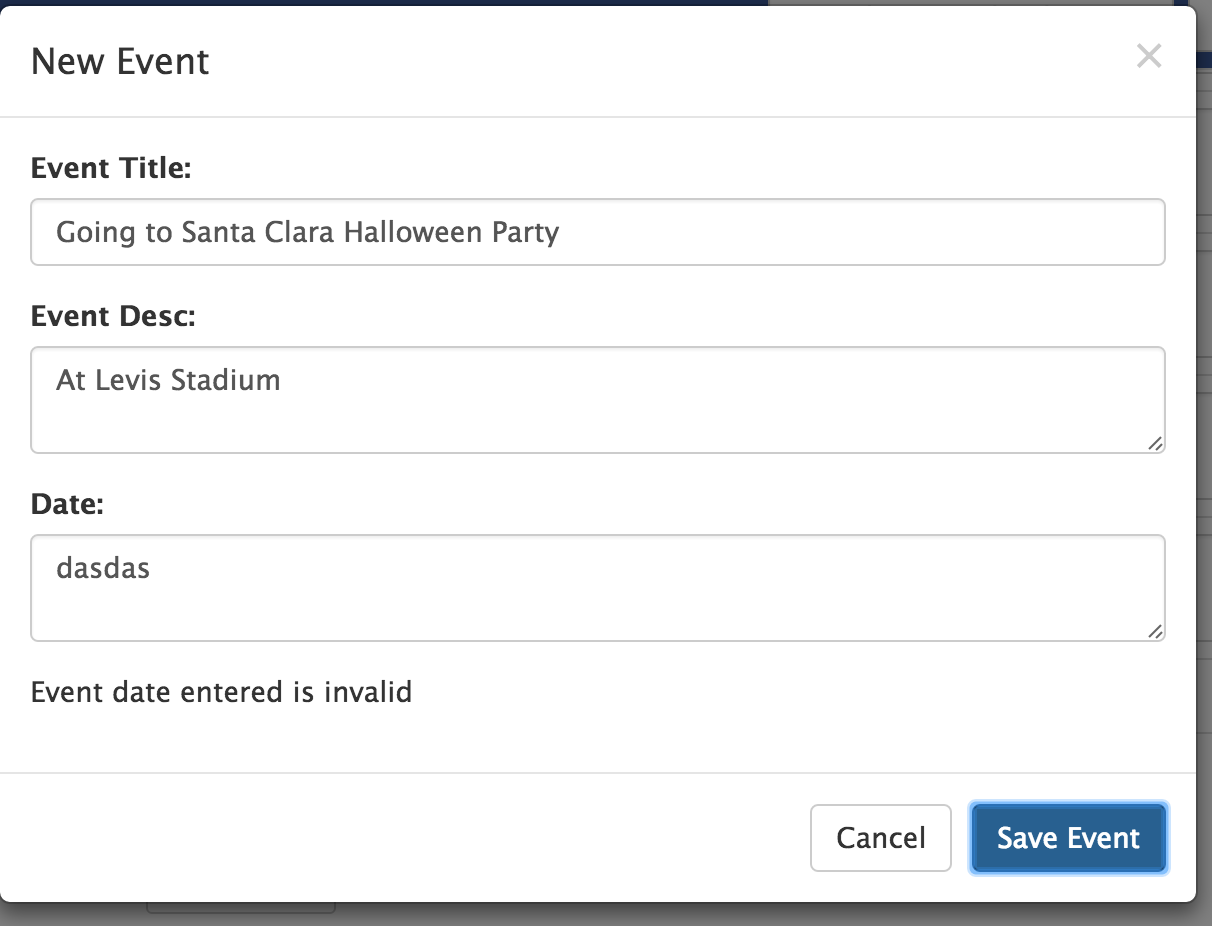 New Event
×
Event Title:
Going to Santa Clara Halloween Party
Event Desc:
At Levis Stadium
Date:
dasdas
Event date entered is invalid
Cancel
Save Event